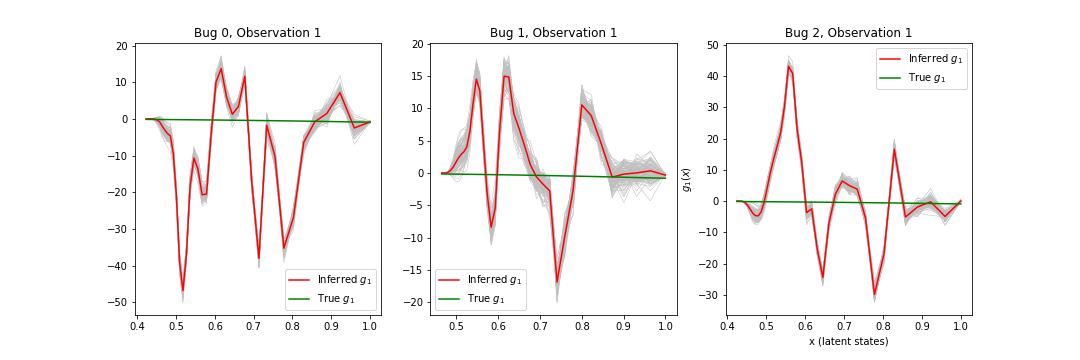 Bug 0, Observation 1
20
10
0
−10
−20
−30
−40
−50
0.4 0.5 0.6 0.7 0.8 0.9 1.0
Inferred g₁
True g₁
Bug 1, Observation 1
20
15
10
5
0
−5
−10
−15
−20
0.5 0.6 0.7 0.8 0.9 1.0
Inferred g₁
True g₁
Bug 2, Observation 1
g₁(x)
50
40
30
20
10
0
−10
−20
−30
0.4 0.5 0.6 0.7 0.8 0.9 1.0
x (latent states)
Inferred g₁
True g₁